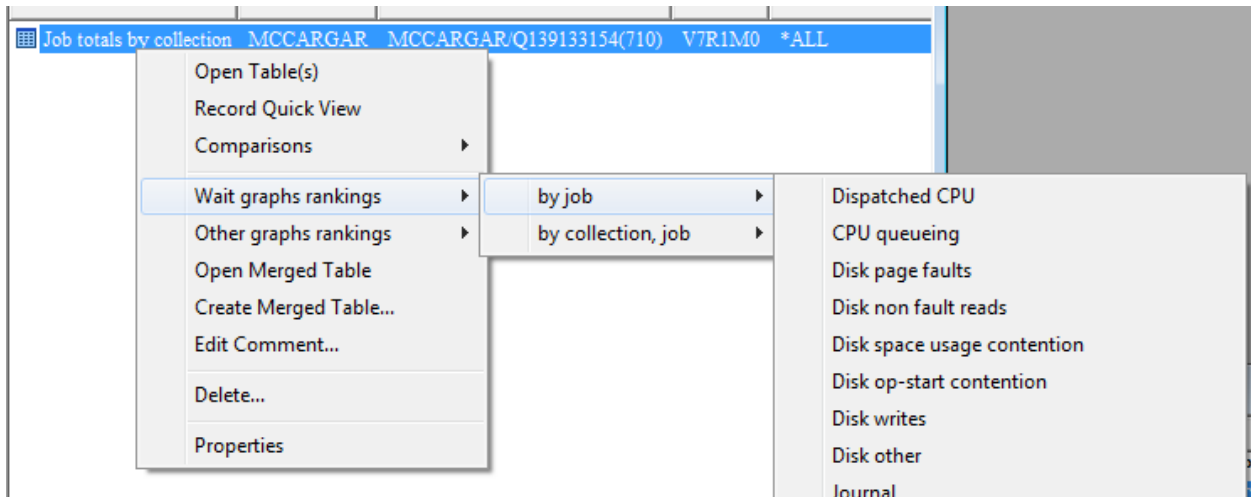 Job totals by collection MCCARGAR MCCARGAR/Q139133154(710) V7R1M0 *ALL
Open Table(s)
Record Quick View
Comparisons
Wait graphs rankings
Other graphs rankings
Open Merged Table
Create Merged Table...
Edit Comment...
Delete...
Properties
by job
by collection, job
Dispatched CPU
CPU queueing
Disk page faults
Disk non fault reads
Disk space usage contention
Disk op-start contention
Disk writes
Disk other
Journal